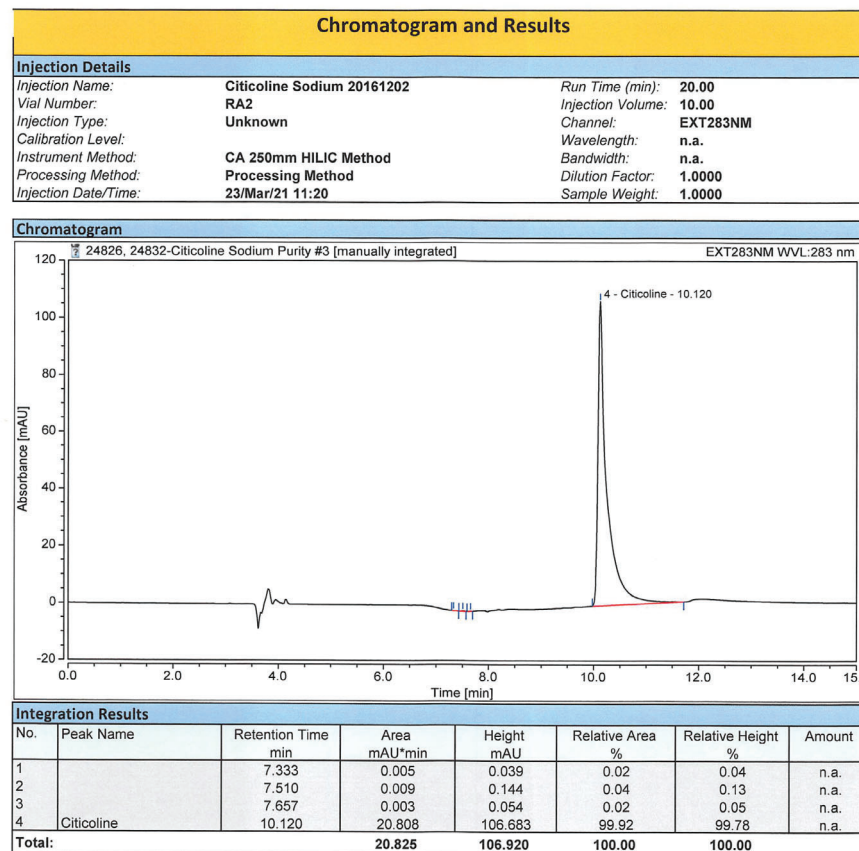 Chromatogram and Results
Injection Details
Injection Name: Citicoline Sodium 20161202 Run Time (min): 20.00
Vial Number: RA2 Injection Volume: 10.00
Injection Type: Unknown Channel: EXT283NM
Calibration Level: Wavelength: n.a.
Instrument Method: CA 250mm HILIC Method Bandwidth: n.a.
Processing Method: Processing Method Dilution Factor: 1.0000
Injection Date/Time: 23/Mar/21 11:20 Sample Weight: 1.0000
Chromatogram
24826, 24832-Citicoline Sodium Purity #3 [manually integrated] EXT283NM WVL:283 nm
120
4 - Citicoline - 10.120
100
80
60
40
20
0
-20
Absorbance [mAU]
0.0 2.0 4.0 6.0 8.0 10.0 12.0 14.0 15.
Time [min]
Integration Results
No. Peak Name Retention Time Area Height Relative Area Relative Height Amount
min mAU*min mAU % %
1 7.333 0.005 0.039 0.02 0.04 n.a.
2 7.510 0.009 0.144 0.04 0.13 n.a.
3 7.657 0.003 0.054 0.02 0.05 n.a.
4 Citicoline 10.120 20.808 106.683 99.92 99.78 n.a.
Total: 20.825 106.920 100.00 100.00